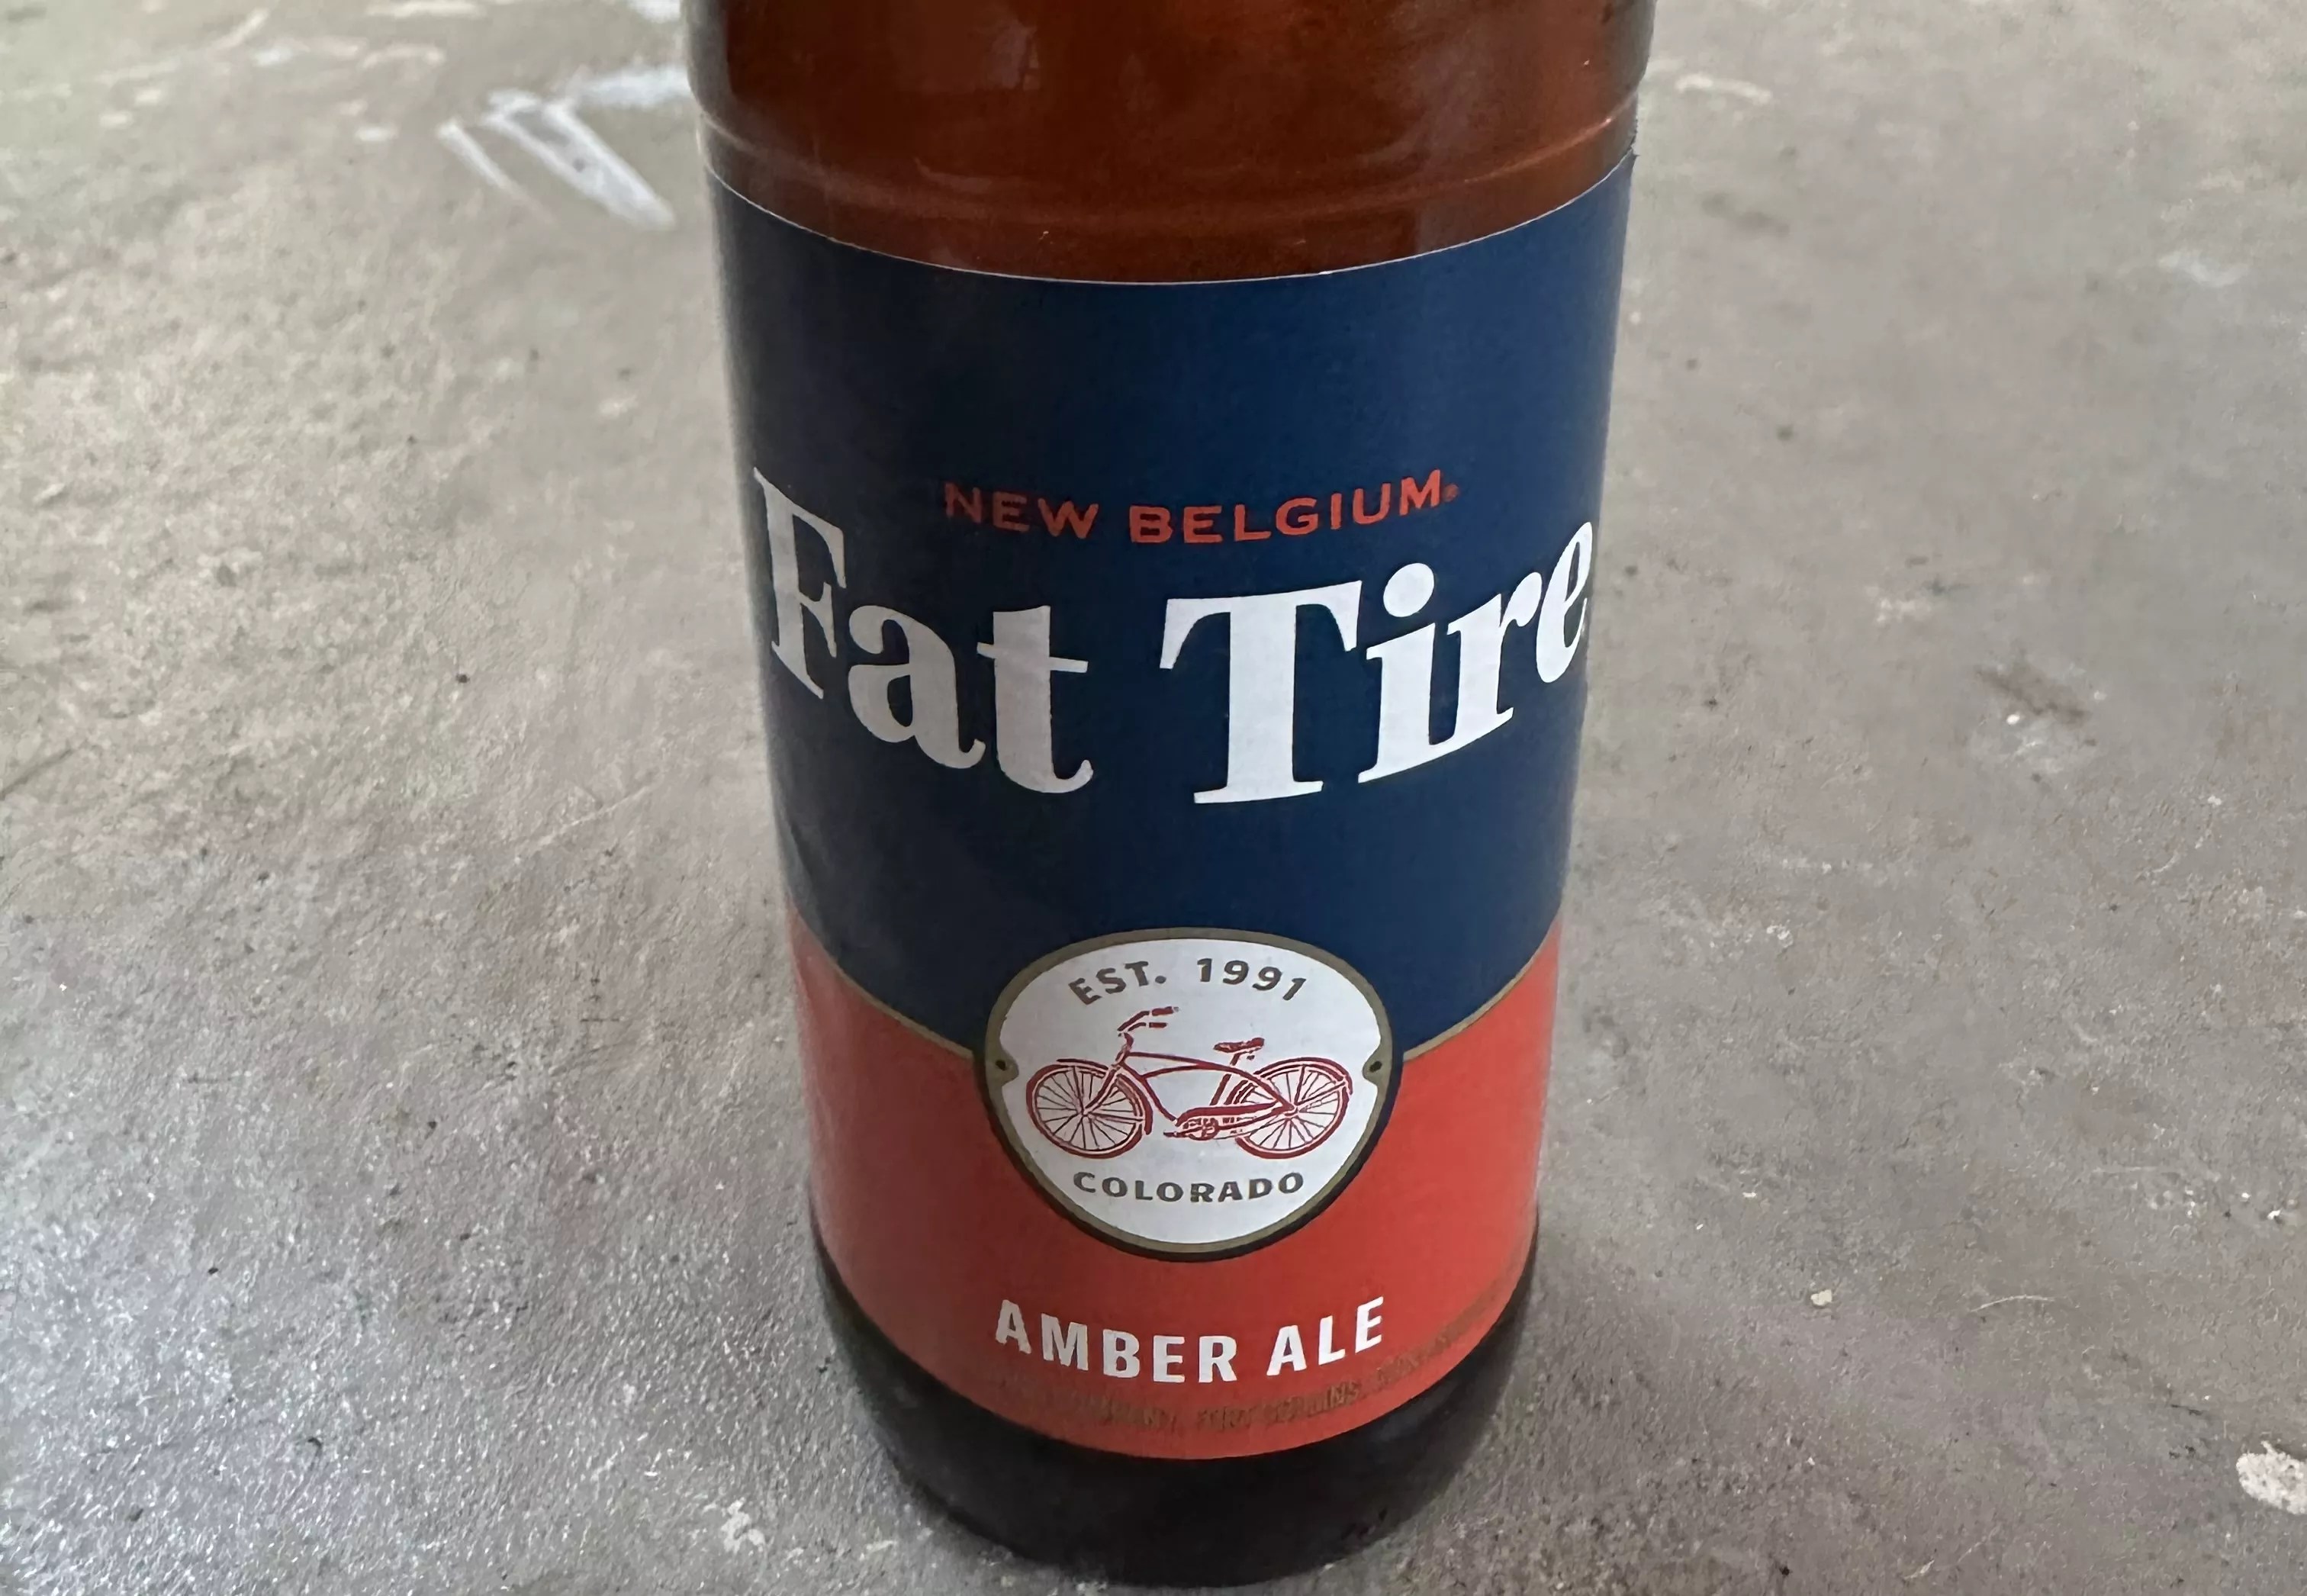 NEW BELGIUM®
Fat Tire
EST. 1991
COLORADO
AMBER ALE